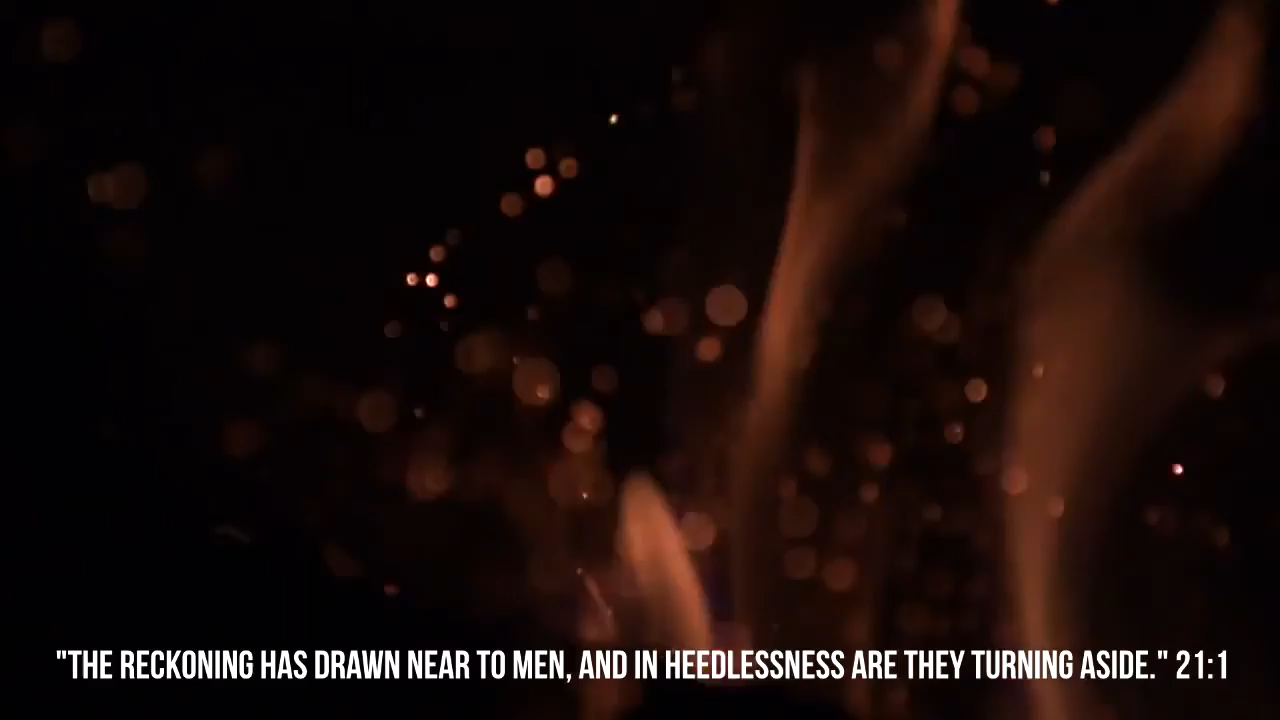 "THE RECKONING HAS DRAWN NEAR TO MEN, AND IN HEEDLESSNESS ARE THEY TURNING ASIDE." 21:1